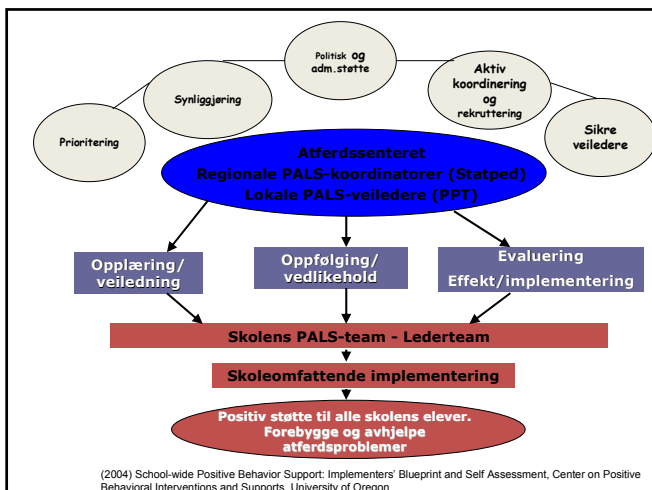 Prioritering
Synliggjøring
Politisk og
adm.støtte
Aktiv
koordinering
og
rekruttering
Sikre
veiledere
Atferdssenteret
Regionale PALS-koordinatorer (Statped)
Lokale PALS-veiledere (PPT)
Opplæring/
veiledning
Oppfølging/
vedlikehold
Evaluering
Effekt/implementering
Skolens PALS-team - Lederteam
Skoleomfattende implementering
Positiv støtte til alle skolens elever.
Forebygge og avhjelpe
atferdsproblemer
(2004) School-wide Positive Behavior Support: Implementers' Blueprint and Self Assessment, Center on Positive
Behavioral Interventions and Supports, University of Oregon